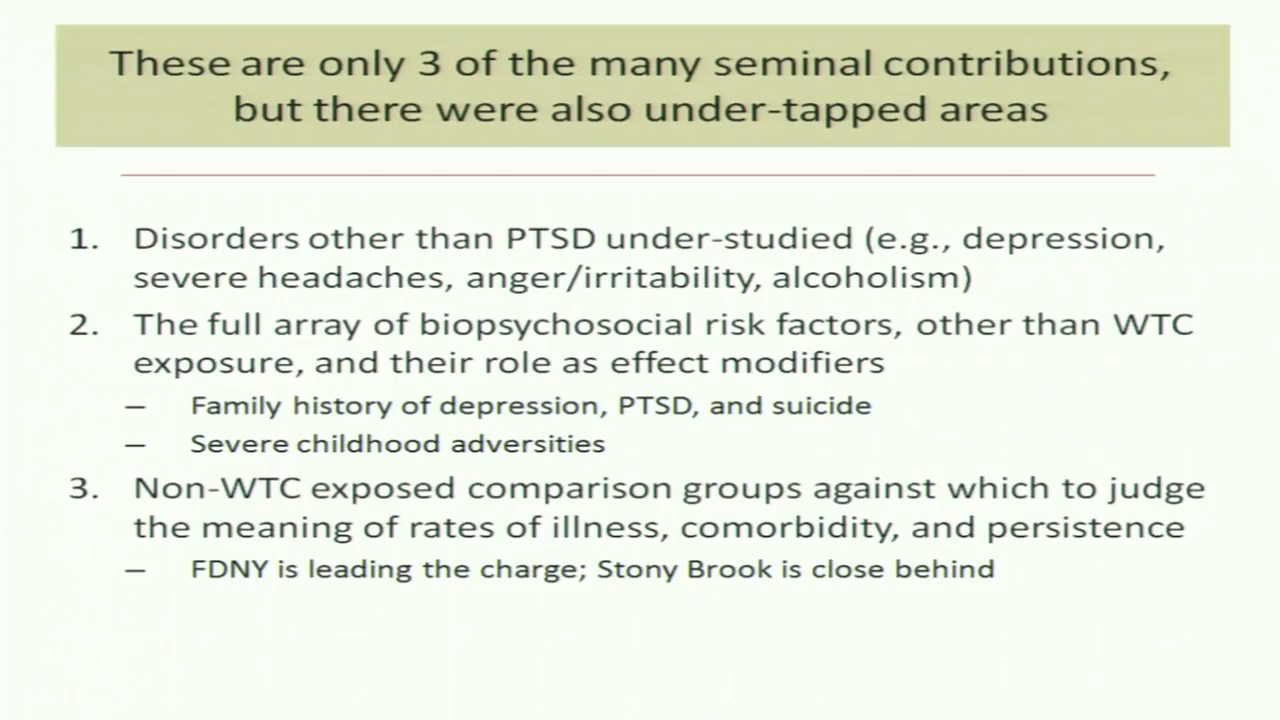 These are only 3 of the many seminal contributions,
but there were also under-tapped areas
1. Disorders other than PTSD under-studied (e.g., depression,
severe headaches, anger/irritability, alcoholism)
2. The full array of biopsychosocial risk factors, other than WTC
exposure, and their role as effect modifiers
– Family history of depression, PTSD, and suicide
– Severe childhood adversities
3. Non-WTC exposed comparison groups against which to judge
the meaning of rates of illness, comorbidity, and persistence
– FDNY is leading the charge; Stony Brook is close behind